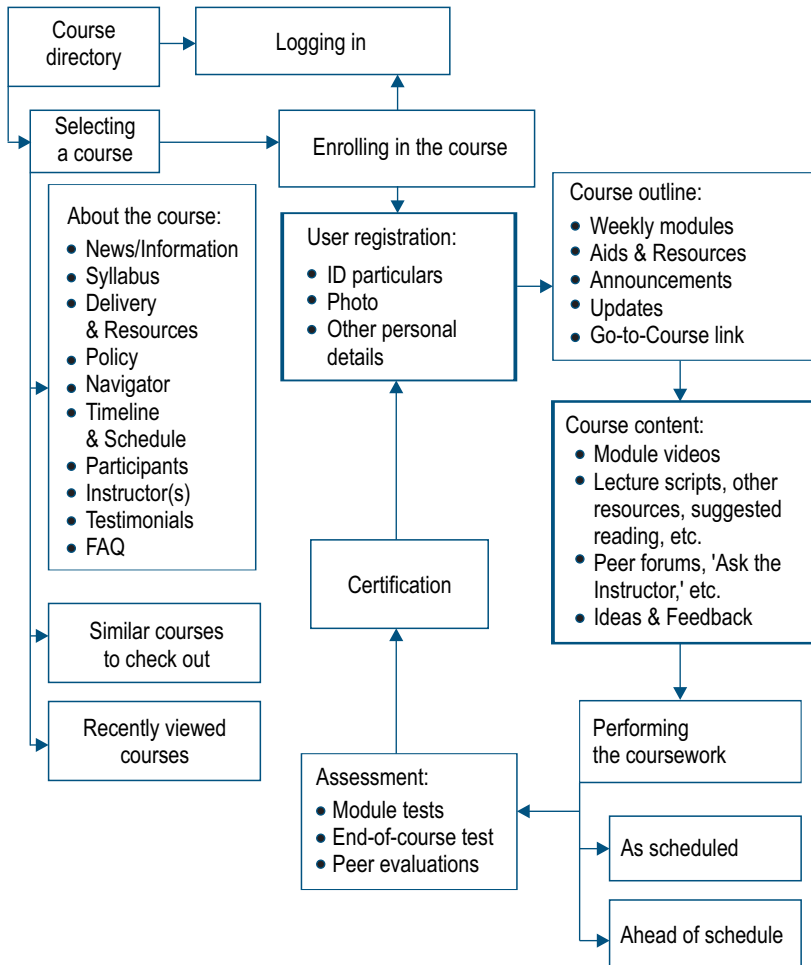 Course
directory
Logging in
Selecting
a course
Enrolling in the course
About the course:
• News/Information
• Syllabus
• Delivery
& Resources
• Policy
• Navigator
• Timeline
& Schedule
• Participants
• Instructor(s)
• Testimonials
• FAQ
User registration:
• ID particulars
• Photo
• Other personal
details
Course outline:
• Weekly modules
• Aids & Resources
• Announcements
• Updates
• Go-to-Course link
Course content:
• Module videos
• Lecture scripts, other
resources, suggested
reading, etc.
• Peer forums, 'Ask the
Instructor,' etc.
• Ideas & Feedback
Certification
Similar courses
to check out
Recently viewed
courses
Performing
the coursework
Assessment:
• Module tests
• End-of-course test
• Peer evaluations
As scheduled
Ahead of schedule